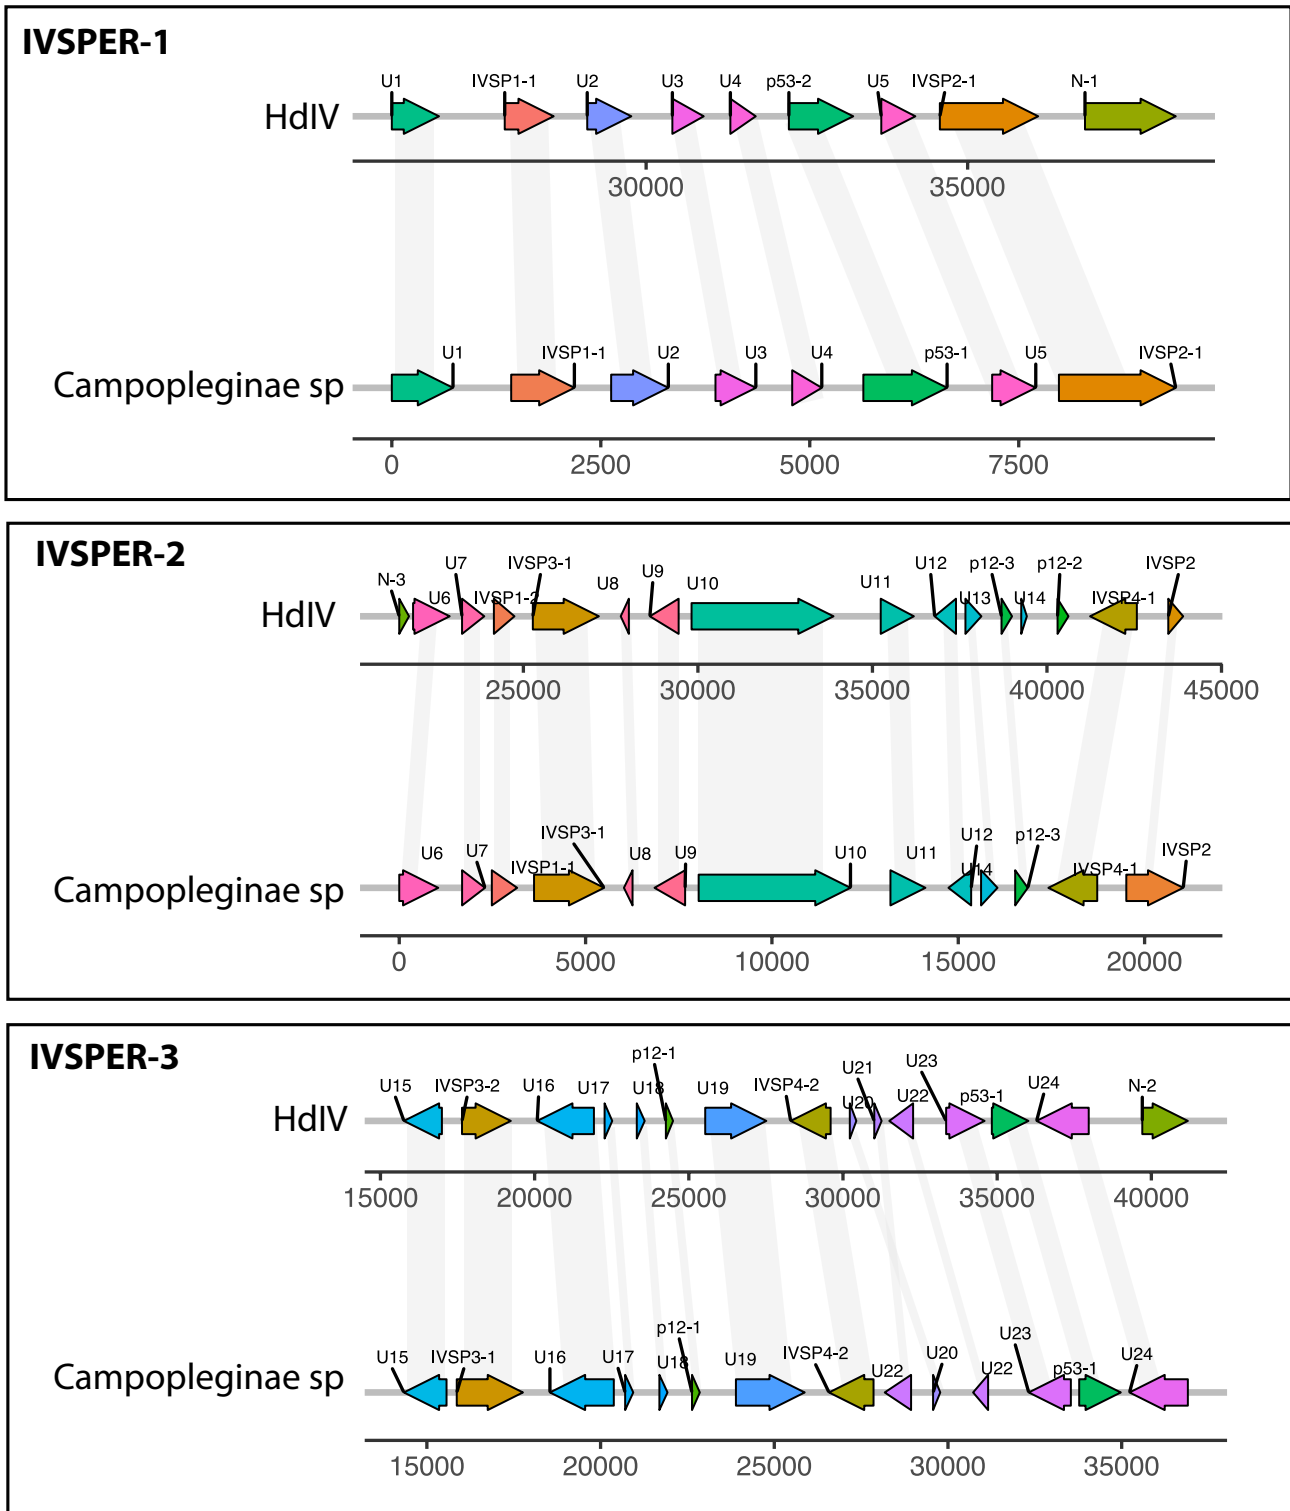 IVSPER-1
U1 IVSP1-1 U2 U3 U4 p53-2 U5 IVSP2-1 N-1
HdIV
30000 35000
U1 IVSP1-1 U2 U3 U4 p53-1 U5 IVSP2-1
Campopleginae sp
0 2500 5000 7500
IVSPER-2
N-3 U6 U7 IVSP1-2 IVSP3-1 U8 U9 U10 U11 U12 U13 p12-3 U14 p12-2 IVSP4-1 IVSP2
HdIV
25000 30000 35000 40000 45000
U6 U7 IVSP1-1 IVSP3-1 U8 U9 U10 U11 U12 U14 p12-3 IVSP4-1 IVSP2
Campopleginae sp
0 5000 10000 15000 20000
IVSPER-3
U15 IVSP3-2 U16 U17 U18 p12-1 U19 IVSP4-2 U20 U21 U22 U23 p53-1 U24 N-2
HdIV
15000 20000 25000 30000 35000 40000
U15 IVSP3-1 U16 U17 U18 p12-1 U19 IVSP4-2 U22 U20 U22 U23 p53-1 U24
Campopleginae sp
15000 20000 25000 30000 35000